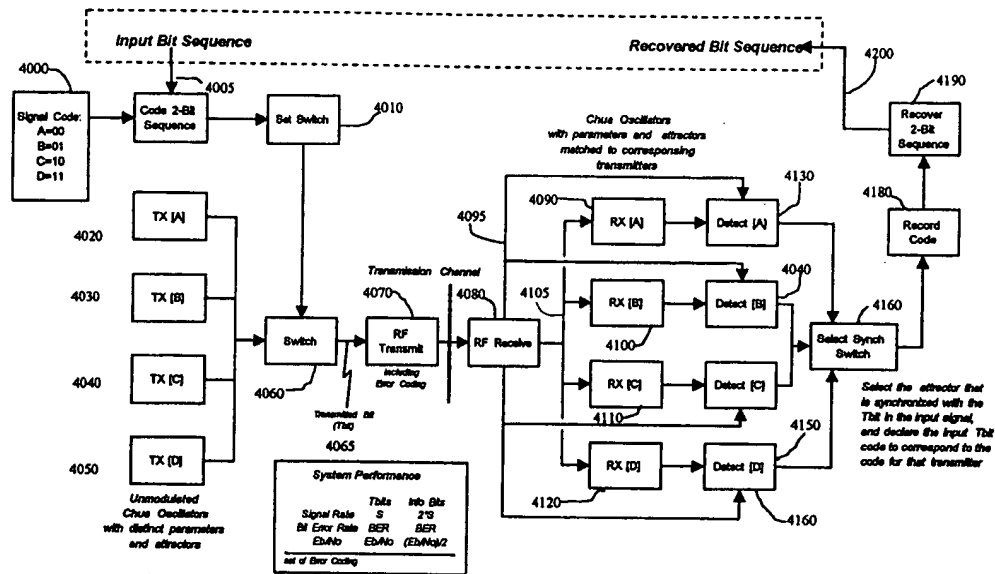 Input Bit Sequence
Recovered Bit Sequence
4000
4005
4200
4190
Signal Code:
A=00
B=01
C=10
D=11
Code 2-Bit
Sequence
Set Switch
4010
Recover
2-Bit
Sequence
Chus Oscillators
with parameters and attractors
matched to corresponsing
transmitters
4020
TX [A]
4030
TX [B]
4040
TX [C]
4050
TX [D]
Unmodulated
Chus Oscillators
with distinct parameters
and attractors
Switch
4060
Transmitted Bit
(Tbit)
4065
Transmission Channel
4070
RF
Transmit
including
Error Coding
4080
RF Receive
4095
4105
4090
RX [A]
Detect [A]
4130
RX [B]
4100
Detect [B]
4040
RX [C]
4110
Detect [C]
RX [D]
4120
Detect [D]
4150
4160
4160
Select Synch
Switch
4180
Record
Code
Select the attractor that
is synchronized with the
Tbit in the input signal,
and declare the input Tbit
code to correspond to the
code for that transmitter
System Performance
Tbits Info Bits
Signal Rate S 2*S
Bit Error Rate BER BER
Eb/No Eb/No (Eb/No)/2
net of Error Coding